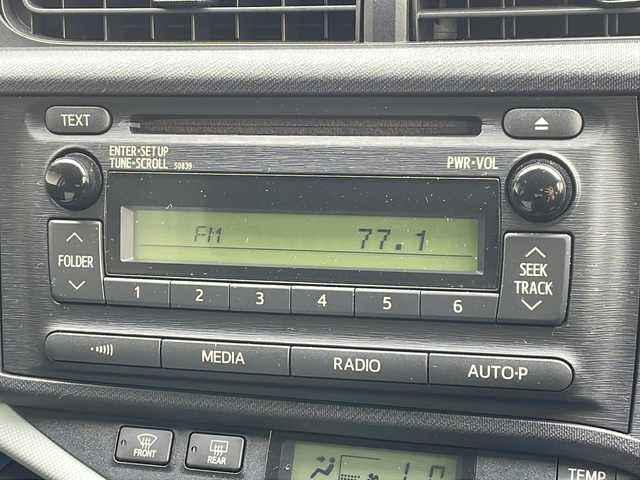 TEXT
ENTER·SETUP
TUNE·SCROLL 50839
PWR·VOL
FM 77.1
FOLDER
SEEK
TRACK
1 2 3 4 5 6
MEDIA RADIO AUTO·P
FRONT REAR
TEMP